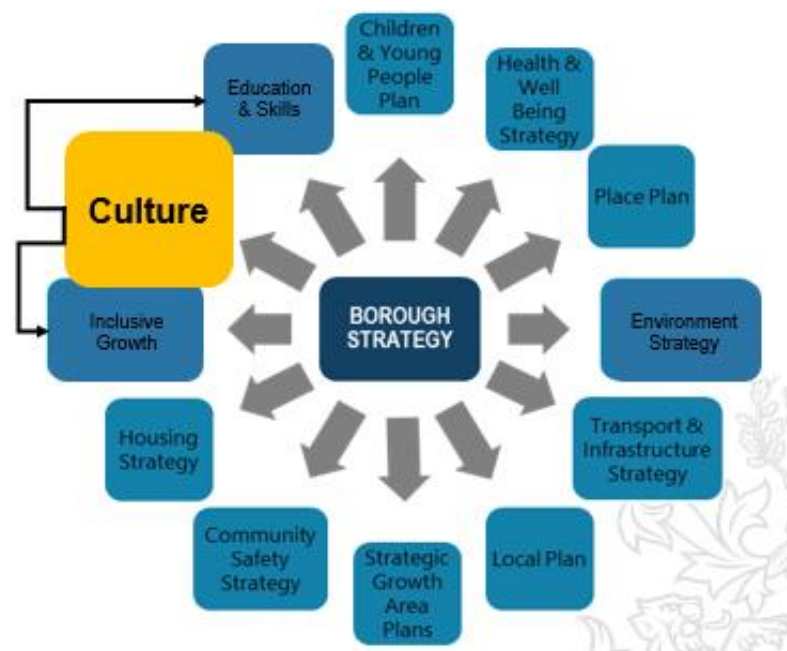 Children
& Young
People
Plan
Education
& Skills
Health &
Well
Being
Strategy
Culture
Place Plan
Inclusive
Growth
BOROUGH
STRATEGY
Environment
Strategy
Housing
Strategy
Transport &
Infrastructure
Strategy
Community
Safety
Strategy
Strategic
Growth
Area
Plans
Local Plan